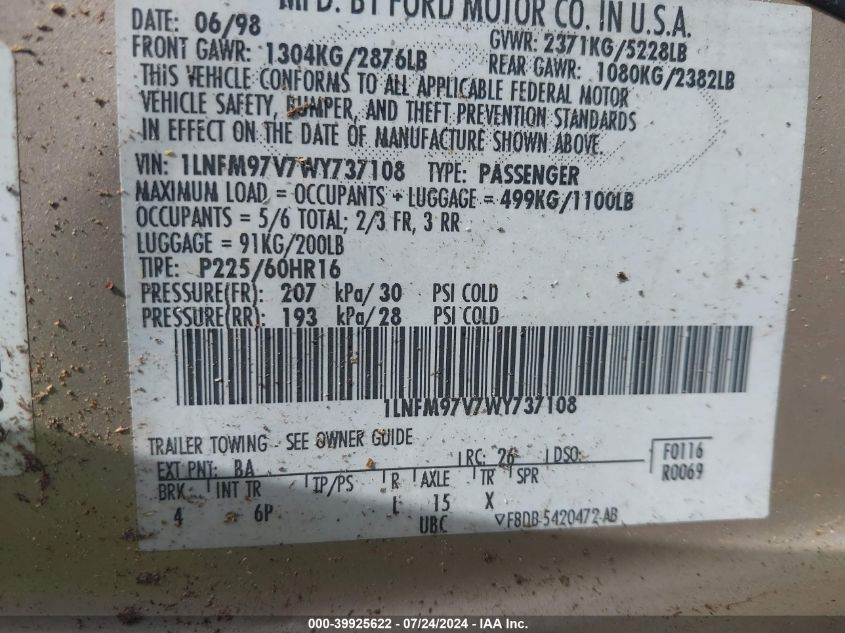 MFD. BY FORD MOTOR CO. IN U.S.A.
DATE: 06/98 GVWR: 2371KG/5228LB
FRONT GAWR: 1304KG/2876LB REAR GAWR: 1080KG/2382LB
THIS VEHICLE CONFORMS TO ALL APPLICABLE FEDERAL MOTOR
VEHICLE SAFETY, BUMPER, AND THEFT PREVENTION STANDARDS
IN EFFECT ON THE DATE OF MANUFACTURE SHOWN ABOVE.
VIN: 1LNFM97V7WY737108 TYPE: PASSENGER
MAXIMUM LOAD = OCCUPANTS + LUGGAGE = 499KG/1100LB
OCCUPANTS = 5/6 TOTAL; 2/3 FR, 3 RR
LUGGAGE = 91KG/200LB
TIRE: P225/60HR16
PRESSURE(FR): 207 kPa/ 30 PSI COLD
PRESSURE(RR): 193 kPa/ 28 PSI COLD
1LNFM97V7WY737108
TRAILER TOWING - SEE OWNER GUIDE
EXT PNT: BA RC: 26 DSO: F0116
R0069
BRK INT TR TP/PS R AXLE TR SPR
4 6P L 15 X
UBC ▽F8DB-5420472-AB
000-39925622 - 07/24/2024 - IAA Inc.